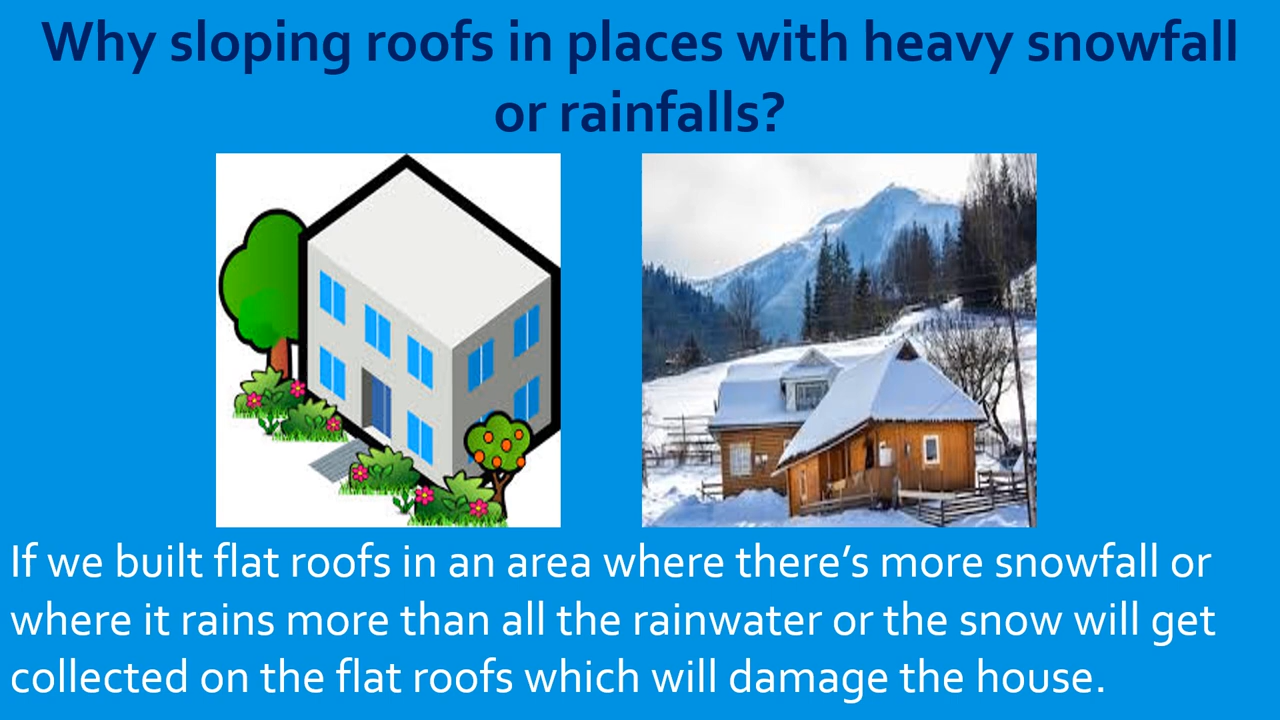 Why sloping roofs in places with heavy snowfall
or rainfalls?
If we built flat roofs in an area where there’s more snowfall or
where it rains more than all the rainwater or the snow will get
collected on the flat roofs which will damage the house.